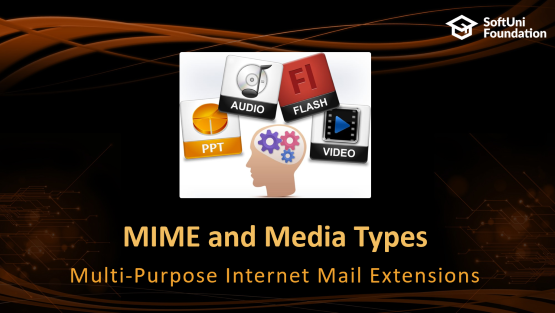 SoftUni
Foundation
AUDIO
Fl
FLASH
PPT
VIDEO
MIME and Media Types
Multi-Purpose Internet Mail Extensions